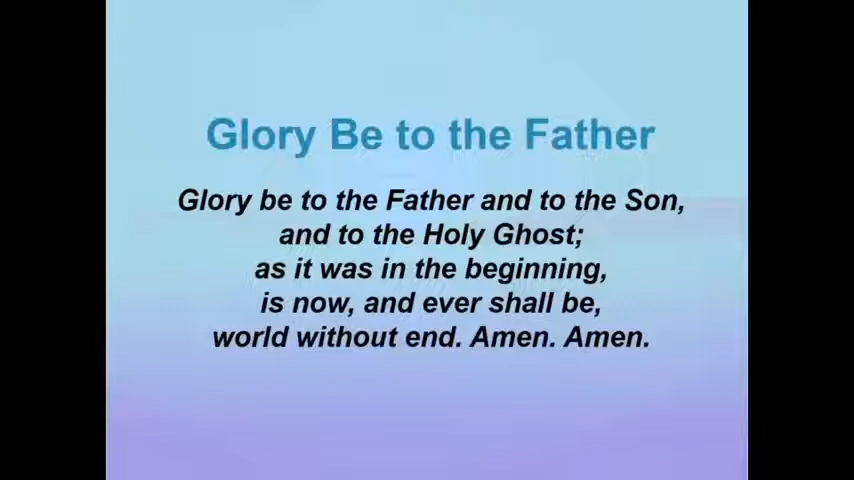 Glory Be to the Father
Glory be to the Father and to the Son,
and to the Holy Ghost;
as it was in the beginning,
is now, and ever shall be,
world without end. Amen. Amen.